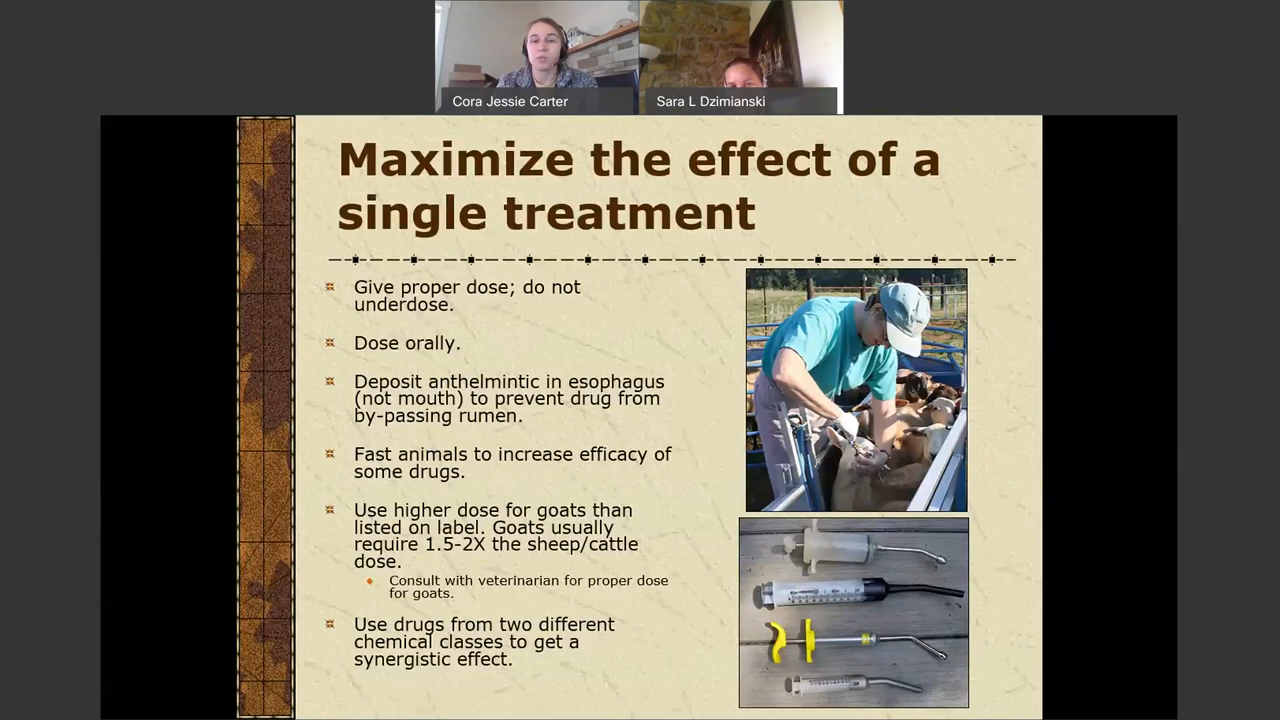 Cora Jessie Carter
Sara L Dzimianski
Maximize the effect of a
single treatment
Give proper dose; do not
underdose.
Dose orally.
Deposit anthelmintic in esophagus
(not mouth) to prevent drug from
by-passing rumen.
Fast animals to increase efficacy of
some drugs.
Use higher dose for goats than
listed on label. Goats usually
require 1.5-2X the sheep/cattle
dose.
Consult with veterinarian for proper dose
for goats.
Use drugs from two different
chemical classes to get a
synergistic effect.